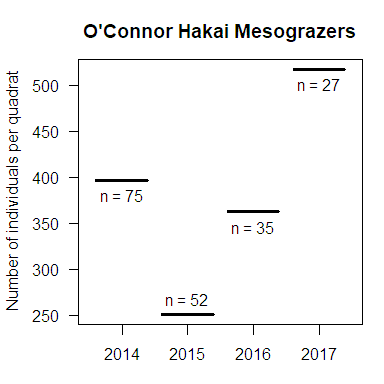 O'Connor Hakai Mesograzers
Number of individuals per quadrat
500
450
400
350
300
250
n = 27
n = 75
n = 35
n = 52
2014 2015 2016 2017